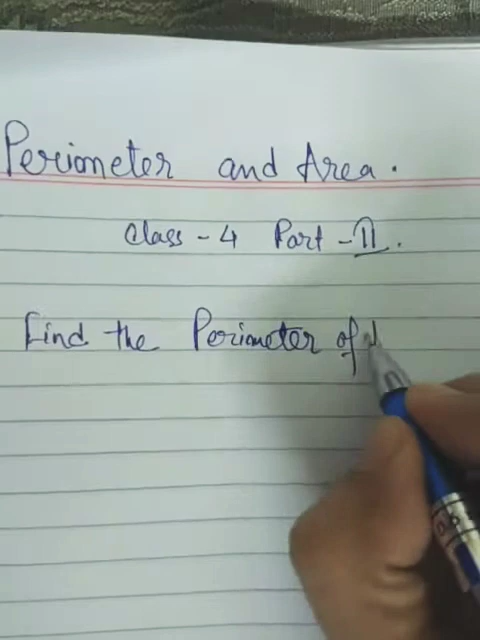 Perimeter and Area.
Class - 4 Part - II.
Find the Perimeter of